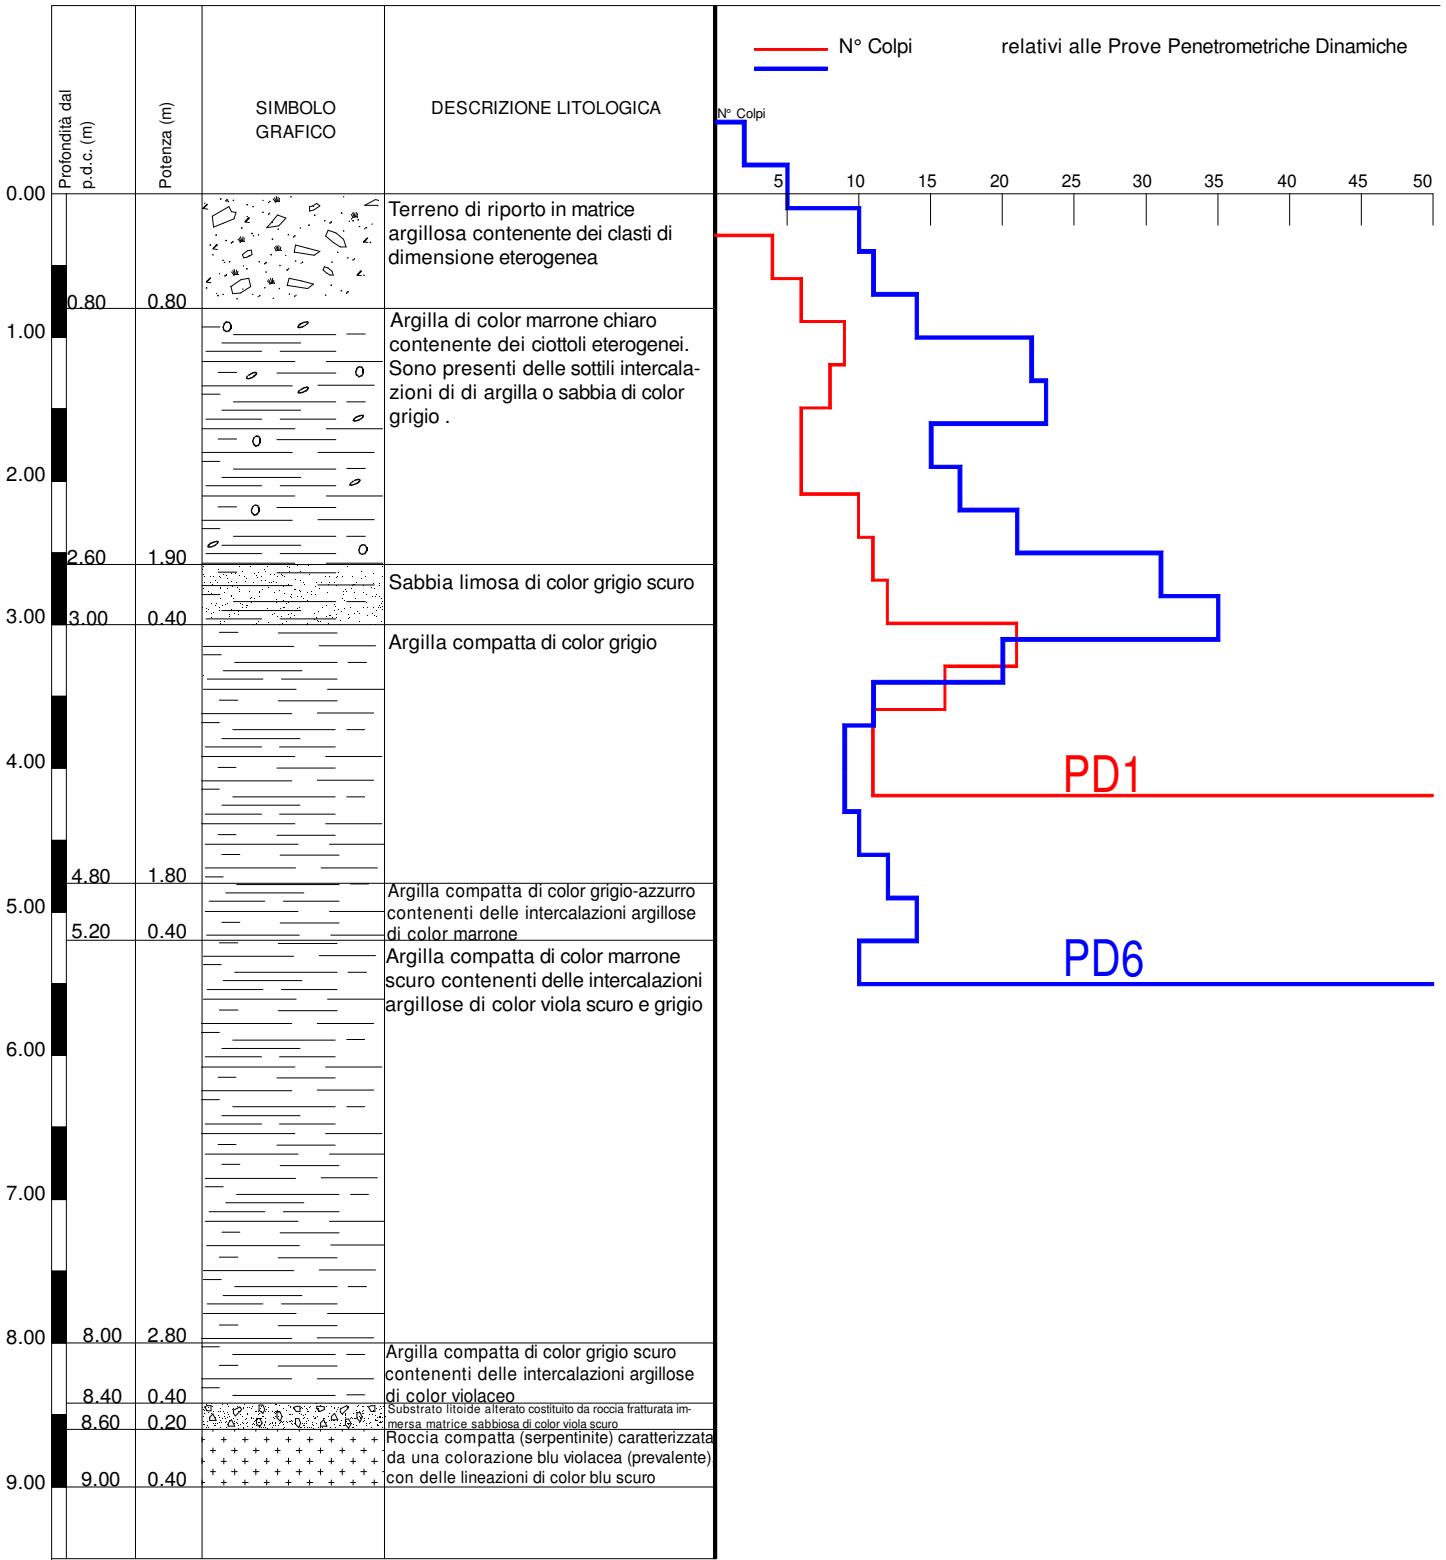 Profondità dal
p.d.c. (m)
Potenza (m)
SIMBOLO
GRAFICO
DESCRIZIONE LITOLOGICA
N° Colpi
relativi alle Prove Penetrometriche Dinamiche
N° Colpi
5 10 15 20 25 30 35 40 45 50
0.00
Terreno di riporto in matrice
argillosa contenente dei clasti di
dimensione eterogenea
0.80 0.80
1.00
Argilla di color marrone chiaro
contenente dei ciottoli eterogenei.
Sono presenti delle sottili intercala-
zioni di di argilla o sabbia di color
grigio .
2.00
2.60 1.90
Sabbia limosa di color grigio scuro
3.00 3.00 0.40
Argilla compatta di color grigio
4.00
PD1
4.80 1.80
Argilla compatta di color grigio-azzurro
contenenti delle intercalazioni argillose
di color marrone
5.00
5.20 0.40
Argilla compatta di color marrone
scuro contenenti delle intercalazioni
argillose di color viola scuro e grigio
PD6
6.00
7.00
8.00 8.00 2.80
Argilla compatta di color grigio scuro
contenenti delle intercalazioni argillose
di color violaceo
8.40 0.40
Substrato litoide alterato costituito da roccia fratturata im-
mersa matrice sabbiosa di color viola scuro
8.60 0.20
Roccia compatta (serpentinite) caratterizzata
da una colorazione blu violacea (prevalente)
con delle lineazioni di color blu scuro
9.00 9.00 0.40